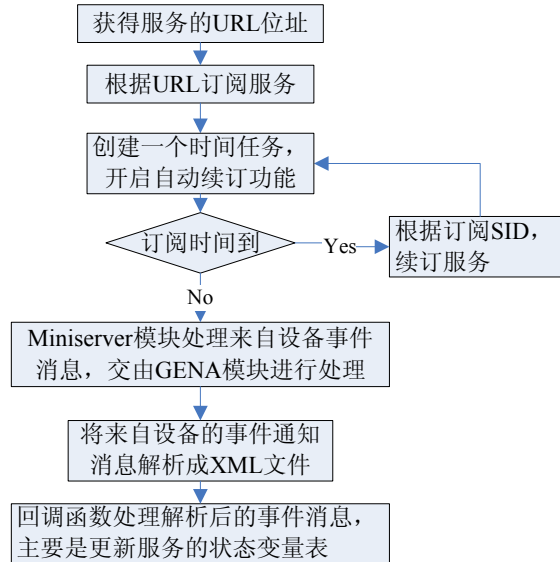 获得服务的URL位址
根据URL订阅服务
创建一个时间任务，
开启自动续订功能
订阅时间到
Yes
根据订阅SID，
续订服务
No
Miniserver模块处理来自设备事件
消息，交由GENA模块进行处理
将来自设备的事件通知
消息解析成XML文件
回调函数处理解析后的事件消息，
主要是更新服务的状态变量表